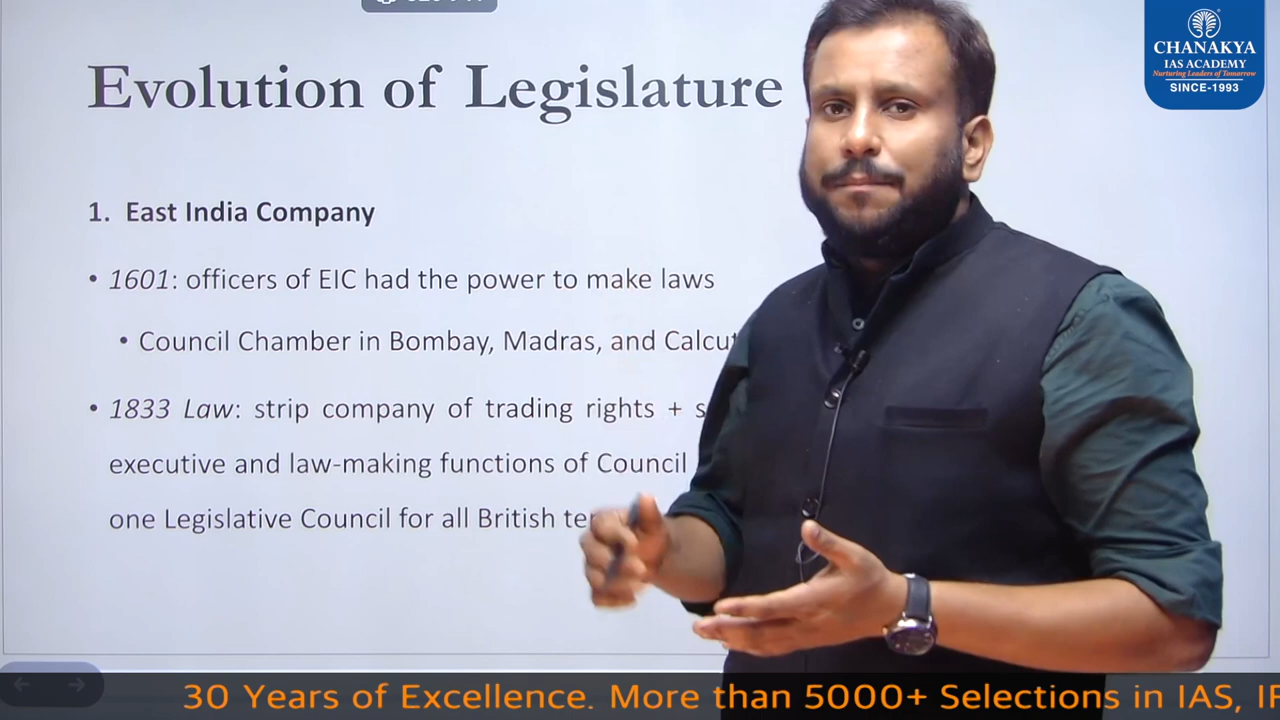 Evolution of Legislature
CHANAKYA
IAS ACADEMY
Nurturing Leaders of Tomorrow
SINCE-1993
1. East India Company
• 1601: officers of EIC had the power to make laws
• Council Chamber in Bombay, Madras, and
• 1833 Law: strip company of trading rights +
executive and law-making functions of Council
one Legislative Council for all British
30 Years of Excellence. More than 5000+ Selections in IAS,